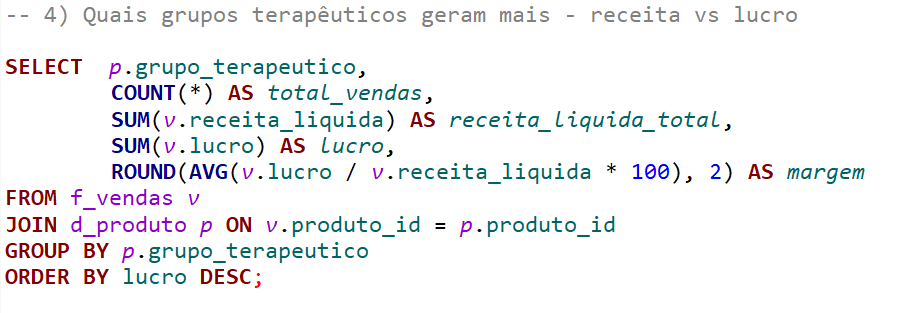 -- 4) Quais grupos terapêuticos geram mais - receita vs lucro
SELECT  p.grupo_terapeutico,
        COUNT(*) AS total_vendas,
        SUM(v.receita_liquida) AS receita_liquida_total,
        SUM(v.lucro) AS lucro,
        ROUND(AVG(v.lucro / v.receita_liquida * 100), 2) AS margem
FROM f_vendas v
JOIN d_produto p ON v.produto_id = p.produto_id
GROUP BY p.grupo_terapeutico
ORDER BY lucro DESC;